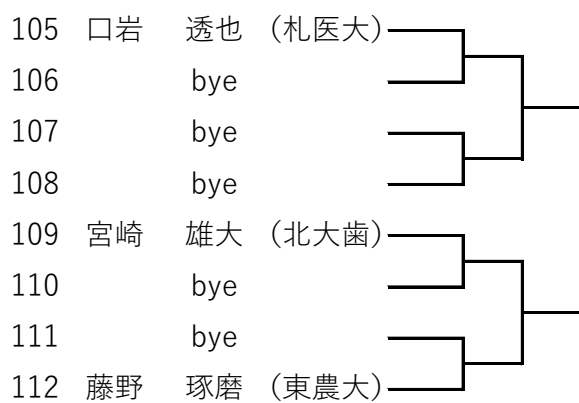 105 口岩 透也 (札医大)
106 bye
107 bye
108 bye
109 宮崎 雄大 (北大歯)
110 bye
111 bye
112 藤野 琢磨 (東農大)